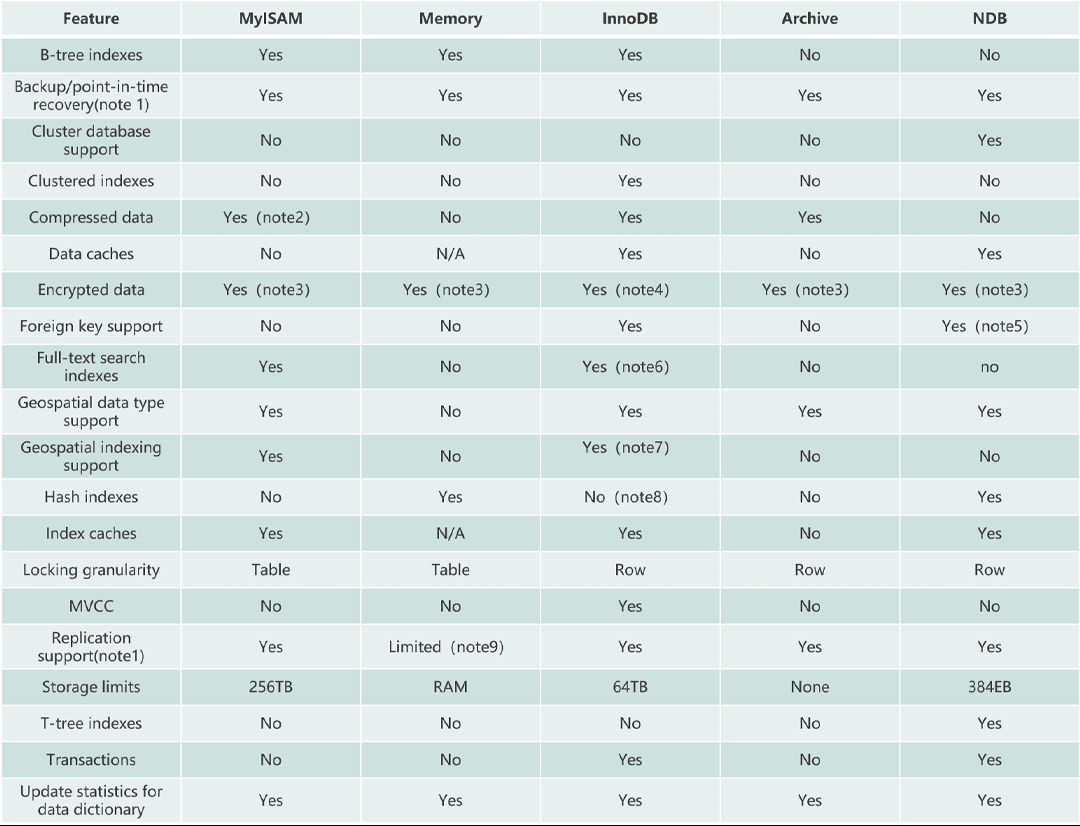 Feature MyISAM Memory InnoDB Archive NDB
B-tree indexes Yes Yes Yes No No
Backup/point-in-time
recovery(note 1) Yes Yes Yes Yes Yes
Cluster database
support No No No No Yes
Clustered indexes No No Yes No No
Compressed data Yes (note2) No Yes Yes No
Data caches No N/A Yes No Yes
Encrypted data Yes (note3) Yes (note3) Yes (note4) Yes (note3) Yes (note3)
Foreign key support No No Yes No Yes (note5)
Full-text search
indexes Yes No Yes (note6) No no
Geospatial data type
support Yes No Yes Yes Yes
Geospatial indexing
support Yes No Yes (note7) No No
Hash indexes No Yes No (note8) No Yes
Index caches Yes N/A Yes No Yes
Locking granularity Table Table Row Row Row
MVCC No No Yes No No
Replication
support(note1) Yes Limited (note9) Yes Yes Yes
Storage limits 256TB RAM 64TB None 384EB
T-tree indexes No No No No Yes
Transactions No No Yes No Yes
Update statistics for
data dictionary Yes Yes Yes Yes Yes